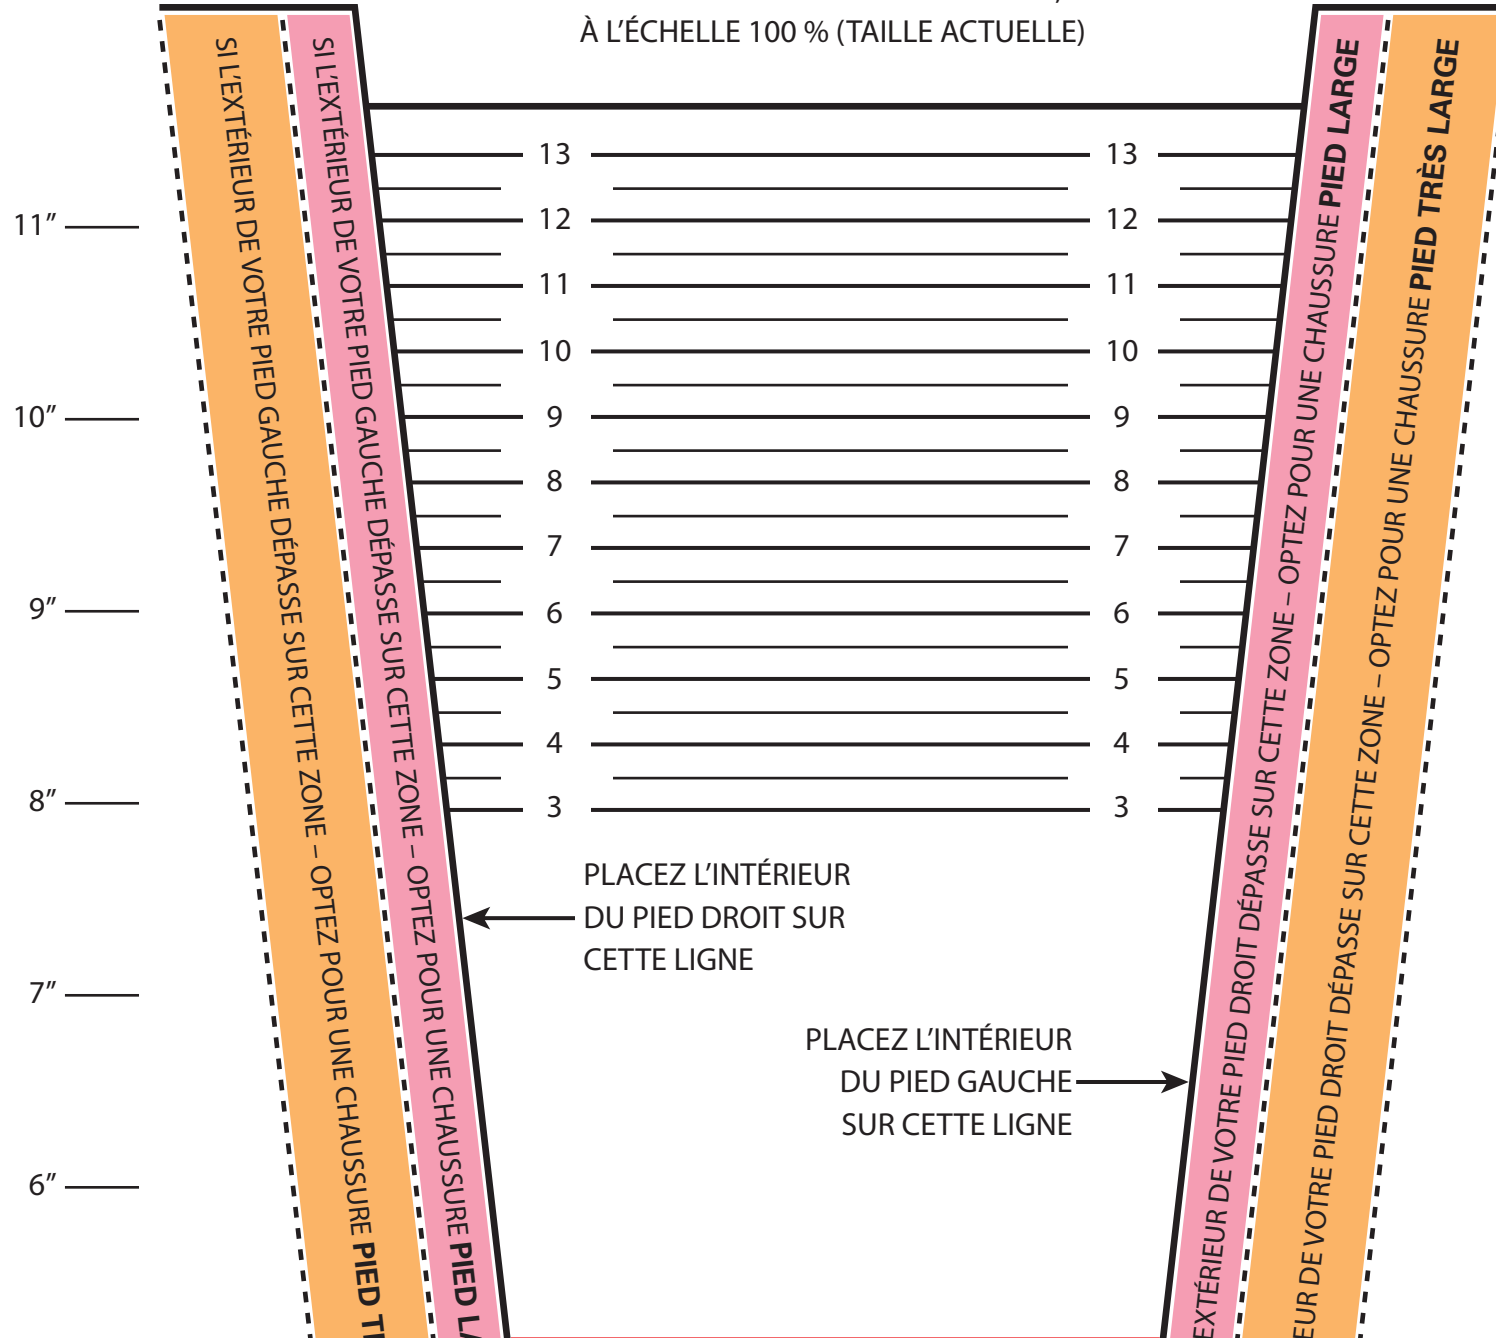 À L’ÉCHELLE 100 % (TAILLE ACTUELLE)
SI L’EXTÉRIEUR DE VOTRE PIED GAUCHE DÉPASSE SUR CETTE ZONE – OPTEZ POUR UNE CHAUSSURE PIED
SI L’EXTÉRIEUR DE VOTRE PIED GAUCHE DÉPASSE SUR CETTE ZONE – OPTEZ POUR UNE CHAUSSURE PIED
EXTÉRIEUR DE VOTRE PIED DROIT DÉPASSE SUR CETTE ZONE – OPTEZ POUR UNE CHAUSSURE PIED LARGE
DE VOTRE PIED DROIT DÉPASSE SUR CETTE ZONE – OPTEZ POUR UNE CHAUSSURE PIED TRÈS LARGE
13 13
11″ 12 12
11 11
10 10
10″ 9 9
8 8
7 7
9″ 6 6
5 5
4 4
8″ 3 3
PLACEZ L’INTÉRIEUR
DU PIED DROIT SUR
CETTE LIGNE
7″
PLACEZ L’INTÉRIEUR
DU PIED GAUCHE
SUR CETTE LIGNE
6″